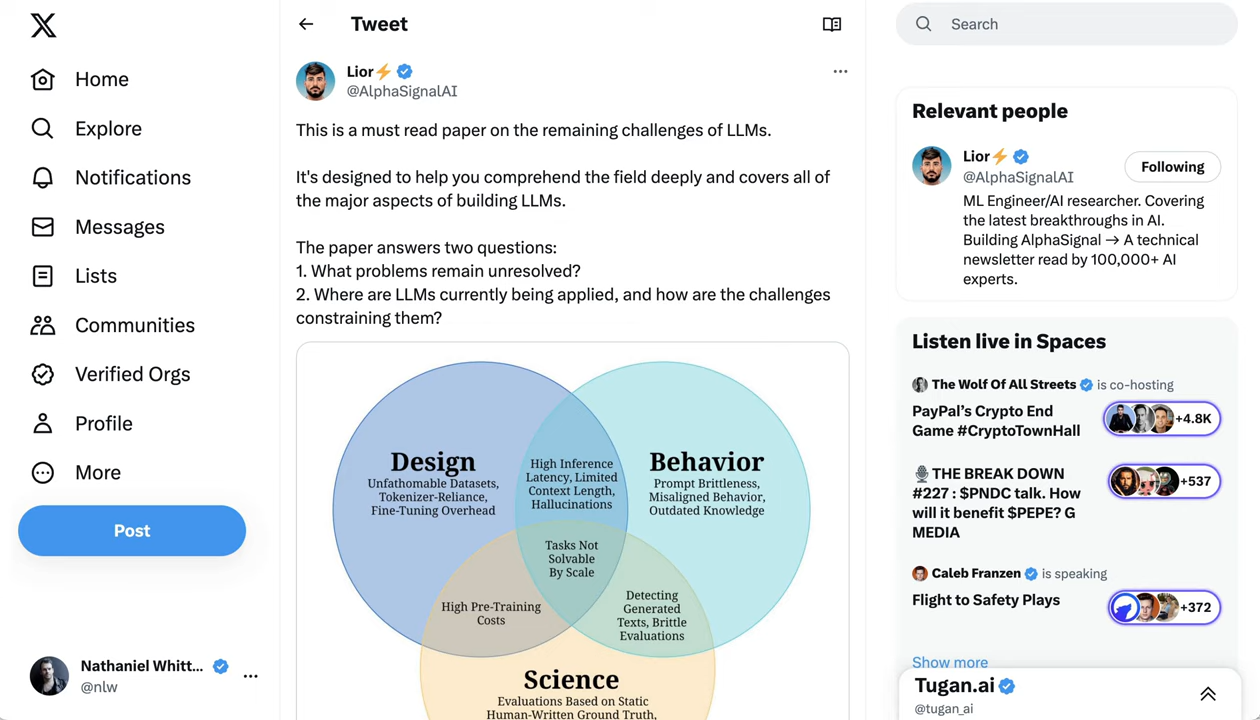 Home
Explore
Notifications
Messages
Lists
Communities
Verified Orgs
Profile
More
Post
Nathaniel Whitt...
@nlw
Tweet
Lior⚡
@AlphaSignalAI
This is a must read paper on the remaining challenges of LLMs.
It's designed to help you comprehend the field deeply and covers all of
the major aspects of building LLMs.
The paper answers two questions:
1. What problems remain unresolved?
2. Where are LLMs currently being applied, and how are the challenges
constraining them?
Design
Unfathomable Datasets,
Tokenizer-Reliance,
Fine-Tuning Overhead
High Inference
Latency, Limited
Context Length,
Hallucinations
Behavior
Prompt Brittleness,
Misaligned Behavior,
Outdated Knowledge
Tasks Not
Solvable
By Scale
High Pre-Training
Costs
Detecting
Generated
Texts, Brittle
Evaluations
Science
Evaluations Based on Static
Human-Written Ground Truth,
Search
Relevant people
Lior⚡
@AlphaSignalAI
Following
ML Engineer/AI researcher. Covering
the latest breakthroughs in AI.
Building AlphaSignal → A technical
newsletter read by 100,000+ AI
experts.
Listen live in Spaces
The Wolf Of All Streets is co-hosting
PayPal's Crypto End
Game #CryptoTownHall
+4.8K
🎙️THE BREAK DOWN
#227 : $PNDC talk. How
will it benefit $PEPE? G
MEDIA
+537
Caleb Franzen is speaking
Flight to Safety Plays
+372
Show more
Tugan.ai
@tugan_ai